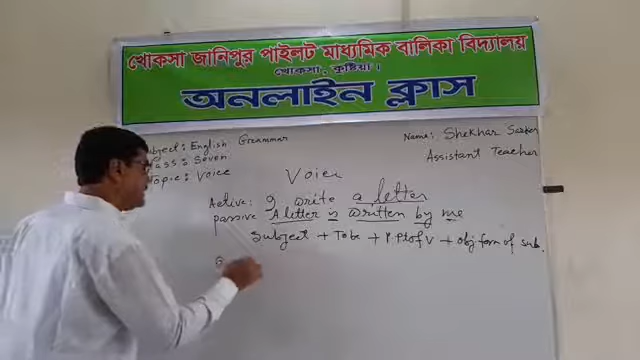 খোকসা জানিপুর পাইলট মাধ্যমিক বালিকা বিদ্যালয়
খোকসা, কুষ্টিয়া।
অনলাইন ক্লাস
Subject: English Grammar
Class: Seven
Topic: Voice
Name: Shekhar Sarker
Assistant Teacher
Voice
Active: I write a letter
passive A letter is written by me
Subject + Tobe + P.P of V + obj form of sub.